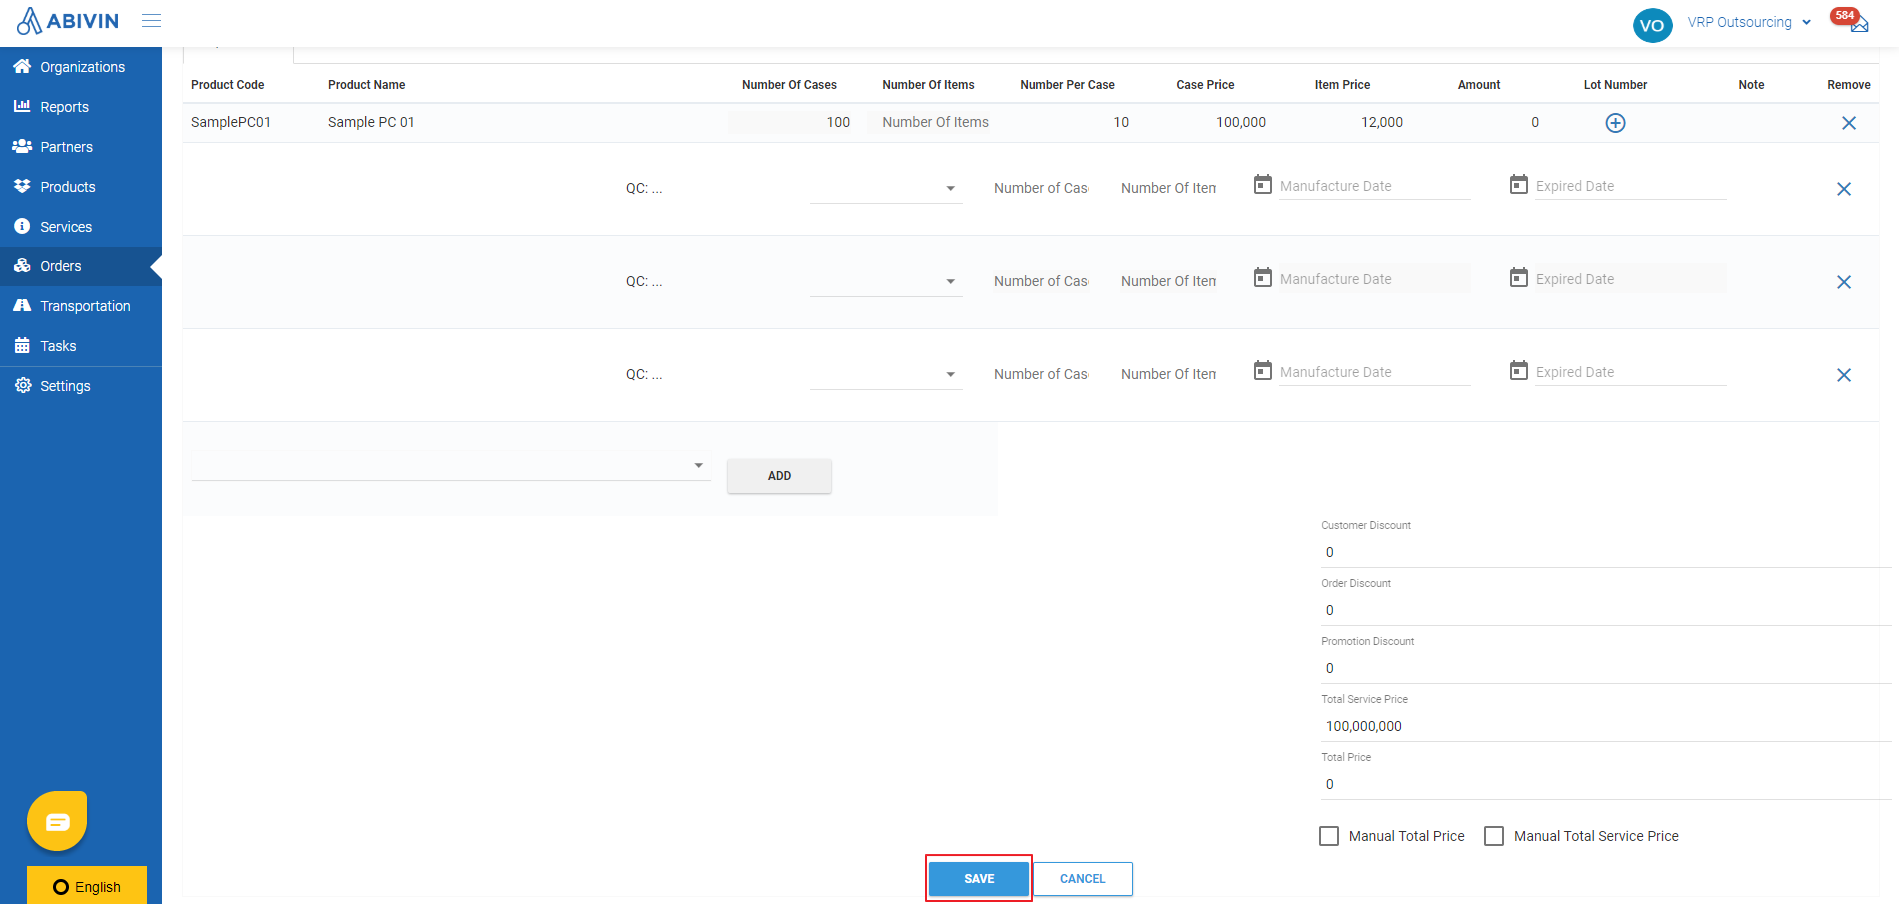 ABIVIN
VO
VRP Outsourcing
584
Organizations
Reports
Partners
Products
Services
Orders
Transportation
Tasks
Settings
English
Product Code Product Name Number Of Cases Number Of Items Number Per Case Case Price Item Price Amount Lot Number Note Remove
SamplePC01 Sample PC 01 100 Number Of Items 10 100,000 12,000 0
QC: ... Number of Cas Number Of Item Manufacture Date Expired Date
QC: ... Number of Cas Number Of Item Manufacture Date Expired Date
QC: ... Number of Cas Number Of Item Manufacture Date Expired Date
ADD
Customer Discount
0
Order Discount
0
Promotion Discount
0
Total Service Price
100,000,000
Total Price
0
Manual Total Price Manual Total Service Price
SAVE CANCEL